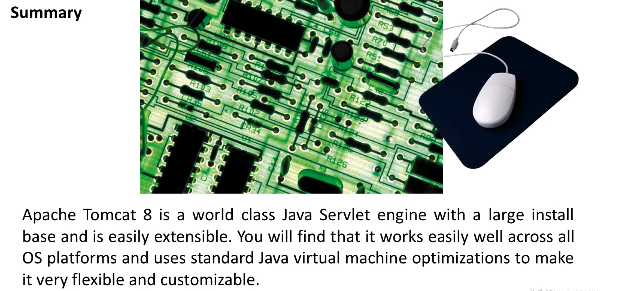 Summary
Apache Tomcat 8 is a world class Java Servlet engine with a large install
base and is easily extensible. You will find that it works easily well across all
OS platforms and uses standard Java virtual machine optimizations to make
it very flexible and customizable.